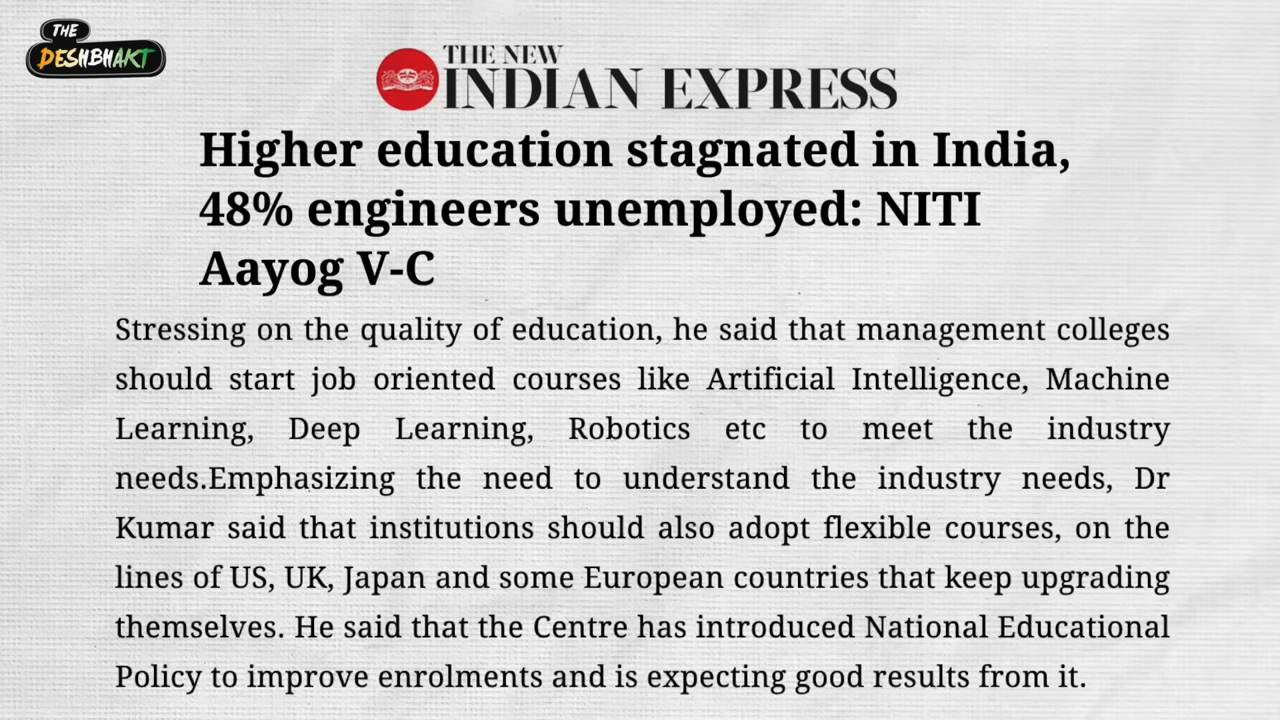 THE
DESHBHAKT
THE NEW
INDIAN EXPRESS
Higher education stagnated in India,
48% engineers unemployed: NITI
Aayog V-C
Stressing on the quality of education, he said that management colleges
should start job oriented courses like Artificial Intelligence, Machine
Learning, Deep Learning, Robotics etc to meet the industry
needs.Emphasizing the need to understand the industry needs, Dr
Kumar said that institutions should also adopt flexible courses, on the
lines of US, UK, Japan and some European countries that keep upgrading
themselves. He said that the Centre has introduced National Educational
Policy to improve enrolments and is expecting good results from it.